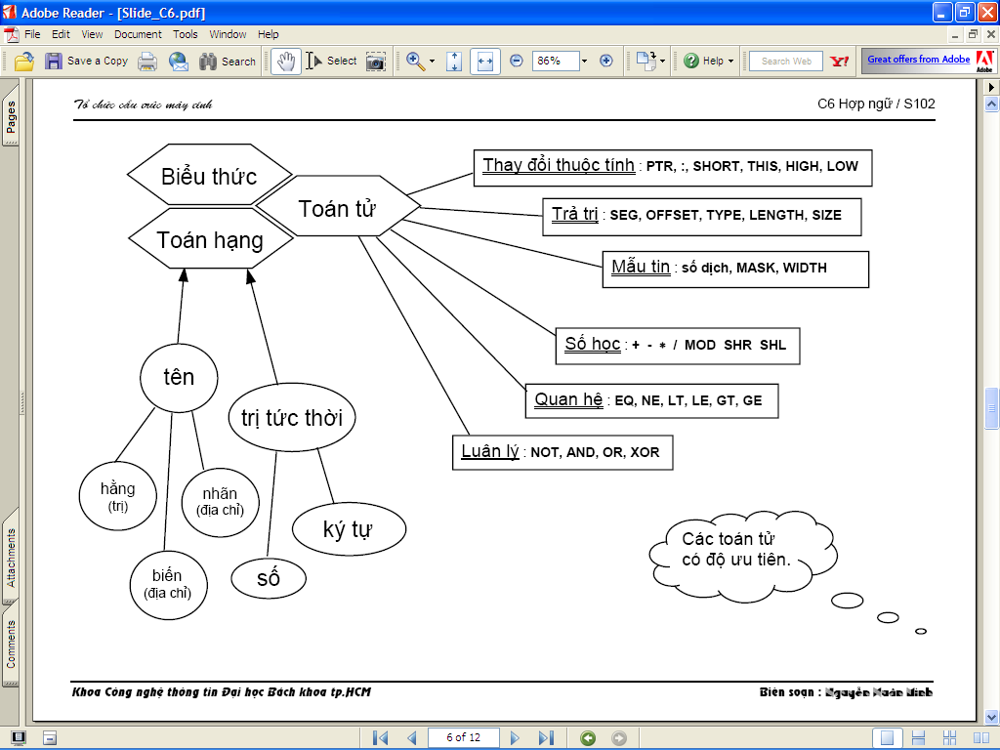 Adobe Reader - [Slide_C6.pdf]
File Edit View Document Tools Window Help
Save a Copy Search Select 86% Help Search Web Y! Great offers from Adobe Adobe
Pages
Attachments
Comments
Tổ chức cấu trúc máy tính C6 Hợp ngữ / S102
Biểu thức
Toán tử
Toán hạng
Thay đổi thuộc tính : PTR, :, SHORT, THIS, HIGH, LOW
Trả trị : SEG, OFFSET, TYPE, LENGTH, SIZE
Mẫu tin : số dịch, MASK, WIDTH
Số học : + - * / MOD SHR SHL
Quan hệ : EQ, NE, LT, LE, GT, GE
Luân lý : NOT, AND, OR, XOR
tên
trị tức thời
hằng
(trị)
nhãn
(địa chỉ)
biến
(địa chỉ)
ký tự
số
Các toán tử
có độ ưu tiên.
Khoa Công nghệ thông tin Đại học Bách khoa tp.HCM Biên soạn :
6 of 12